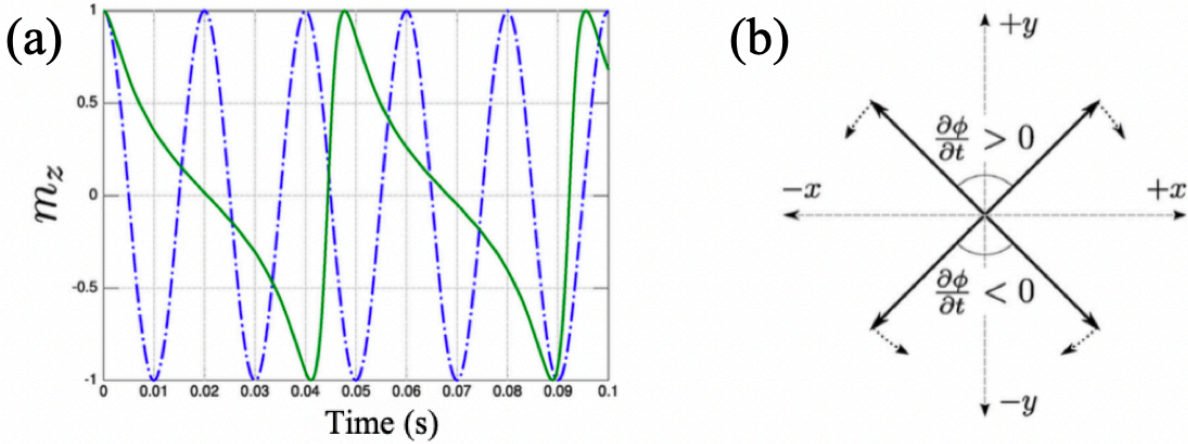 (a)
1
0.5
0
-0.5
-1
m_z
0 0.01 0.02 0.03 0.04 0.05 0.06 0.07 0.08 0.09 0.1
Time (s)
(b)
+y
∂ϕ/∂t > 0
−x +x
∂ϕ/∂t < 0
−y